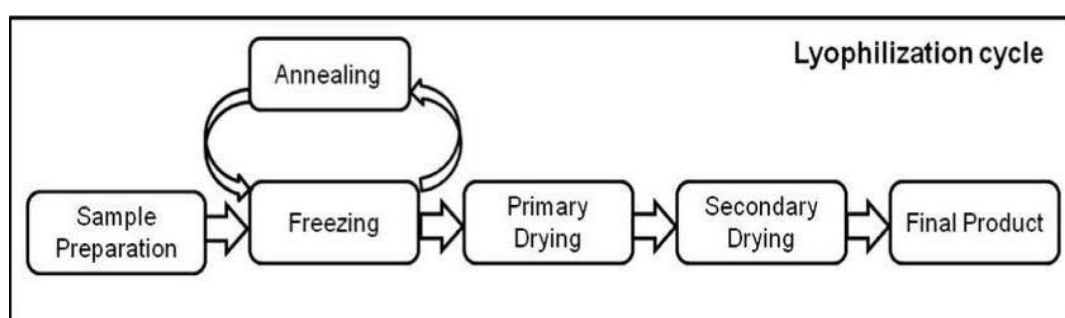 Lyophilization cycle
Annealing
Sample
Preparation
Freezing
Primary
Drying
Secondary
Drying
Final Product